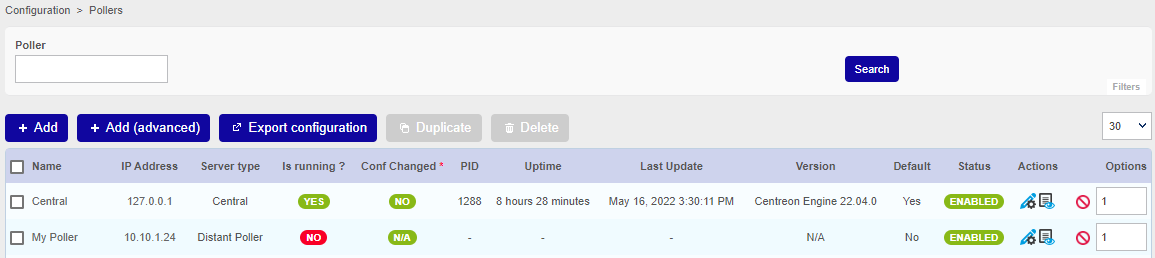 Configuration > Pollers
Poller
Search
Filters
+ Add + Add (advanced) Export configuration Duplicate Delete 30
Name IP Address Server type Is running ? Conf Changed * PID Uptime Last Update Version Default Status Actions Options
Central 127.0.0.1 Central YES NO 1288 8 hours 28 minutes May 16, 2022 3:30:11 PM Centreon Engine 22.04.0 Yes ENABLED 1
My Poller 10.10.1.24 Distant Poller NO N/A - - - N/A No ENABLED 1